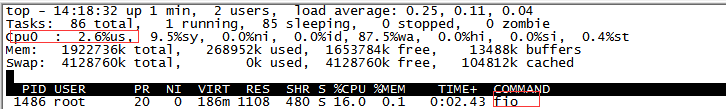 top - 14:18:32 up 1 min, 2 users, load average: 0.25, 0.11, 0.04
Tasks: 86 total, 1 running, 85 sleeping, 0 stopped, 0 zombie
Cpu0 : 2.6%us, 9.5%sy, 0.0%ni, 0.0%id, 87.5%wa, 0.0%hi, 0.0%si, 0.4%st
Mem: 1922736k total, 268952k used, 1653784k free, 13488k buffers
Swap: 4128760k total, 0k used, 4128760k free, 104812k cached
PID USER PR NI VIRT RES SHR S %CPU %MEM TIME+ COMMAND
1486 root 20 0 186m 1108 480 S 16.0 0.1 0:02.43 fio